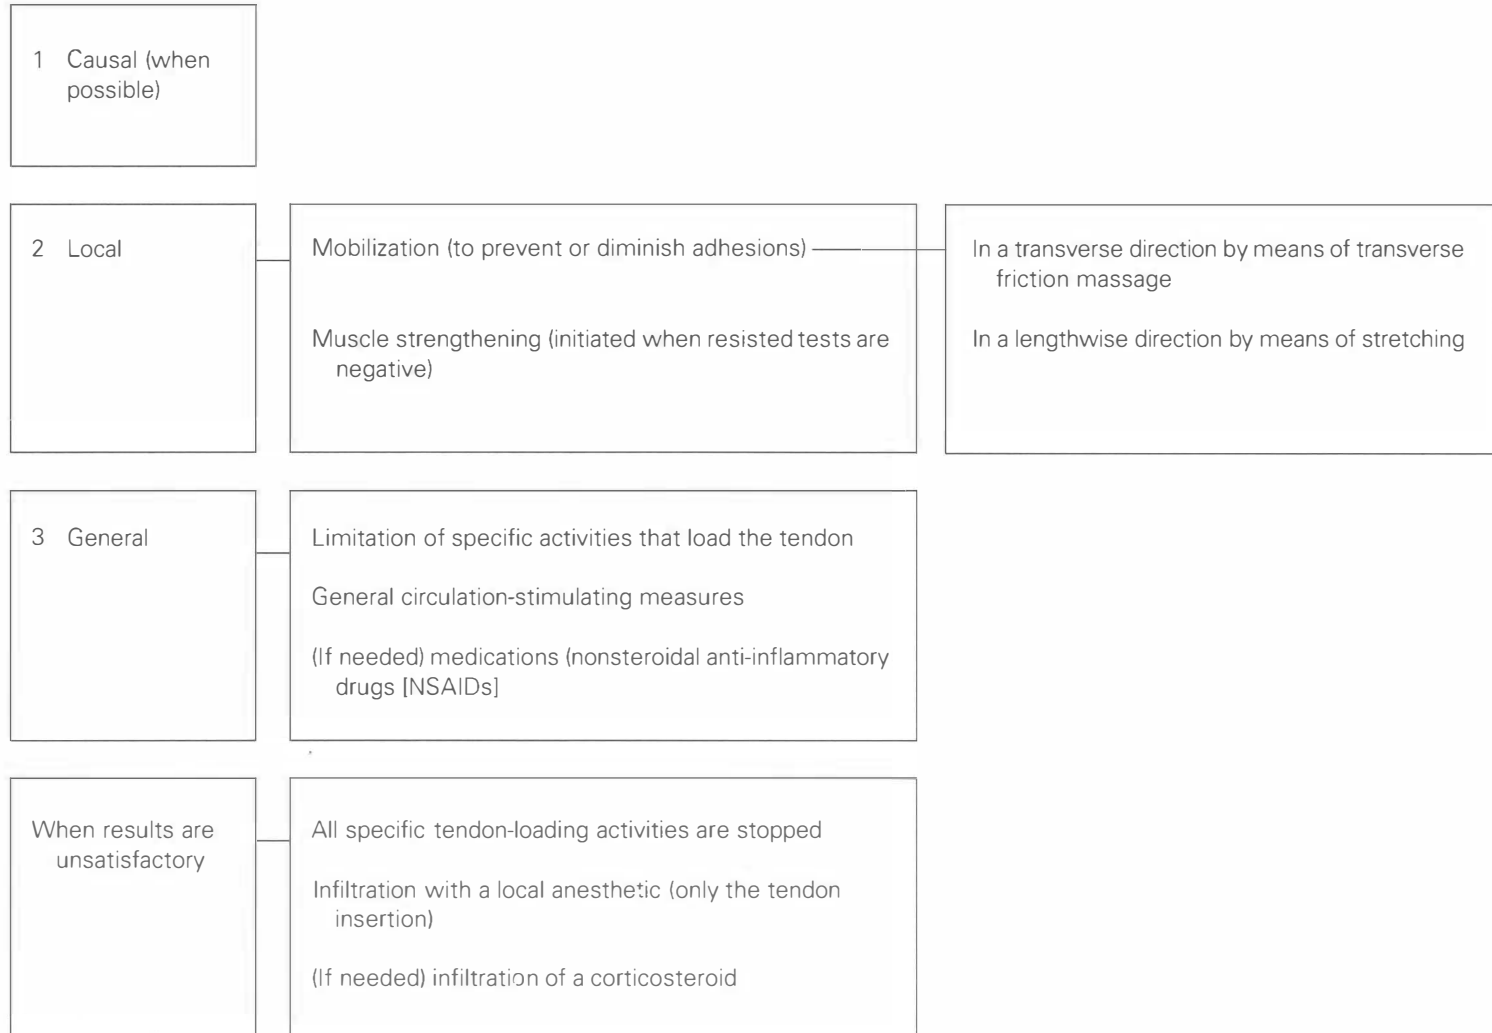 1 Causal (when
possible)
2 Local
Mobilization (to prevent or diminish adhesions)
Muscle strengthening (initiated when resisted tests are
negative)
In a transverse direction by means of transverse
friction massage
In a lengthwise direction by means of stretching
3 General
Limitation of specific activities that load the tendon
General circulation-stimulating measures
(If needed) medications (nonsteroidal anti-inflammatory
drugs [NSAIDs]
When results are
unsatisfactory
All specific tendon-loading activities are stopped
Infiltration with a local anesthetic (only the tendon
insertion)
(If needed) infiltration of a corticosteroid